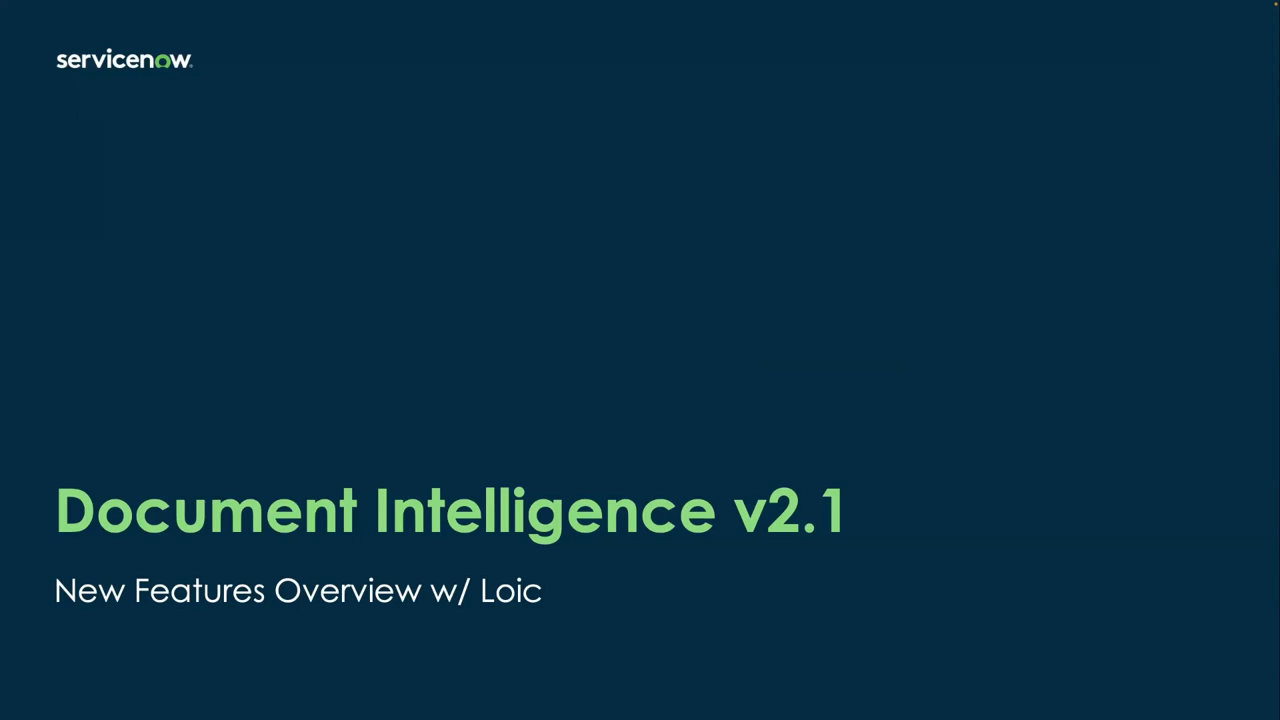 servicenow
Document Intelligence v2.1
New Features Overview w/ Loic